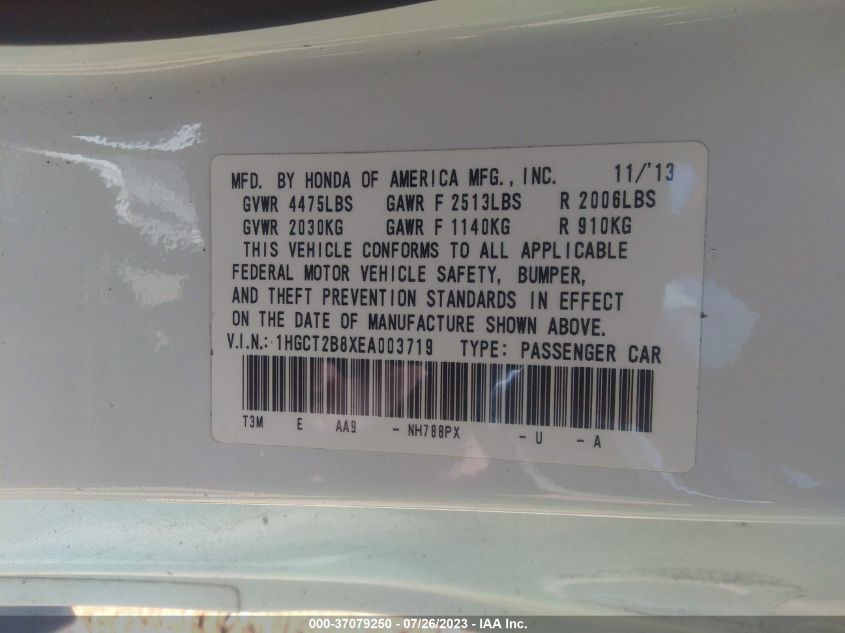 MFD. BY HONDA OF AMERICA MFG., INC. 11/'13
GVWR 4475LBS GAWR F 2513LBS R 2006LBS
GVWR 2030KG GAWR F 1140KG R 910KG
THIS VEHICLE CONFORMS TO ALL APPLICABLE
FEDERAL MOTOR VEHICLE SAFETY, BUMPER,
AND THEFT PREVENTION STANDARDS IN EFFECT
ON THE DATE OF MANUFACTURE SHOWN ABOVE.
V.I.N.: 1HGCT2B8XEA003719 TYPE: PASSENGER CAR
T3M E AA9 - NH788PX - U - A
000-37079250 - 07/26/2023 - IAA Inc.